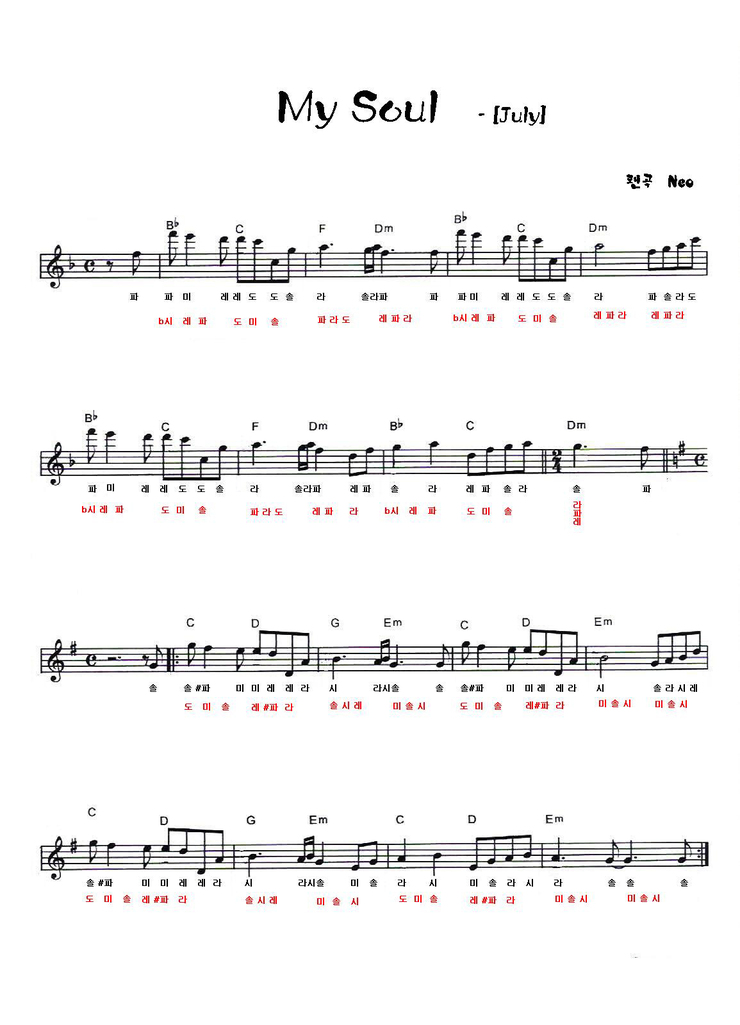 My Soul - [July]
편곡 Neo
B♭ C F Dm B♭ C Dm
파 파 미 레 레 도 도 솔 라 솔라파 파 파 미 레 레 도 도 솔 라 파 솔 라 도
b시 레 파 도 미 솔 파 라 도 레 파 라 b시 레 파 도 미 솔 레 파 라 레 파 라
B♭ C F Dm B♭ C Dm
2/4
파 미 레 레 도 도 솔 라 솔라파 레 파 솔 라 레 파 솔 라 솔 파
b시 레 파 도 미 솔 파 라 도 레 파 라 b시 레 파 도 미 솔 라
파
레
C D G Em C D Em
솔 솔 #파 미 미 레 레 라 시 라시솔 솔 솔 #파 미 미 레 레 라 시 솔 라 시 레
도 미 솔 레 #파 라 솔 시 레 미 솔 시 도 미 솔 레 #파 라 미 솔 시 미 솔 시
C D G Em C D Em
솔 #파 미 미 레 레 라 시 라시솔 미 솔 라 시 미 솔 라 시 라 솔 솔 솔
도 미 솔 레 #파 라 솔 시 레 미 솔 시 도 미 솔 레 #파 라 미 솔 시 미 솔 시